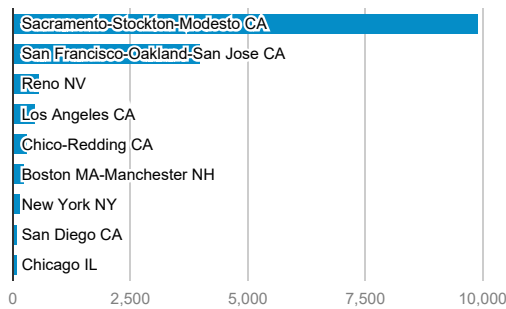 Sacramento-Stockton-Modesto CA
San Francisco-Oakland-San Jose CA
Reno NV
Los Angeles CA
Chico-Redding CA
Boston MA-Manchester NH
New York NY
San Diego CA
Chicago IL
0 2,500 5,000 7,500 10,000